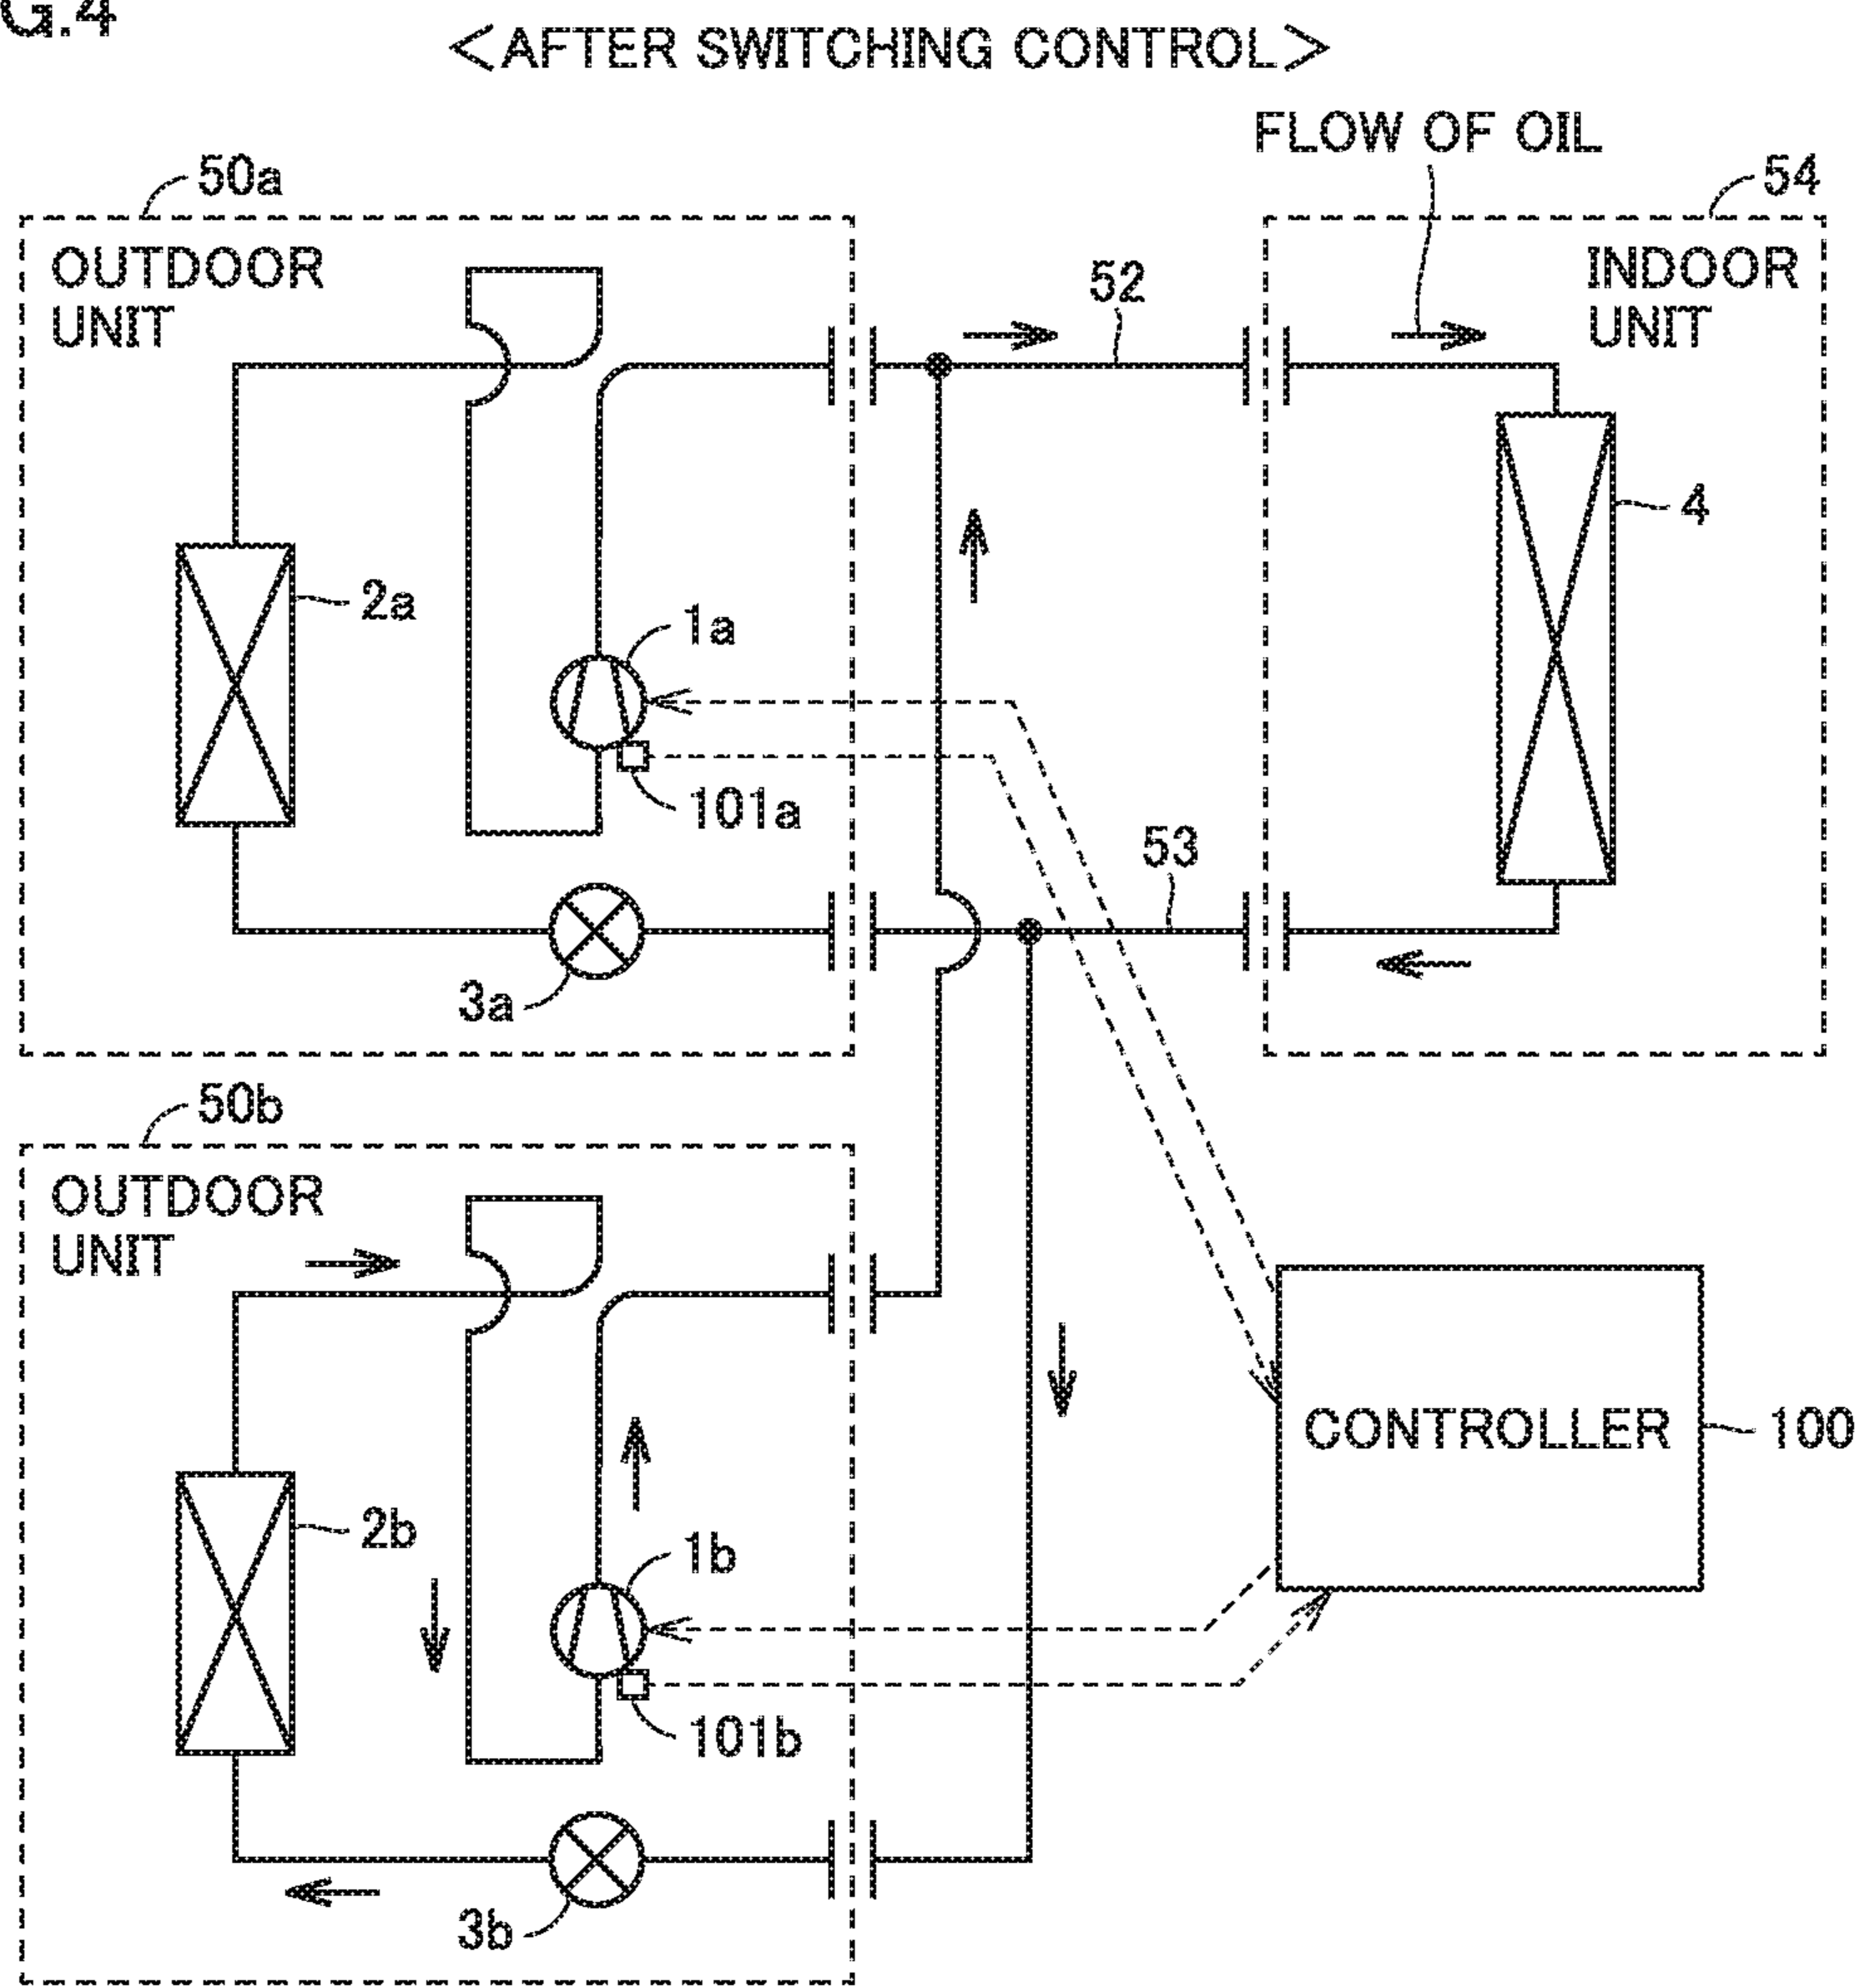 G.4
<AFTER SWITCHING CONTROL>
FLOW OF OIL
50a
54
OUTDOOR
UNIT
52
INDOOR
UNIT
4
2a
1a
101a
53
3a
50b
OUTDOOR
UNIT
CONTROLLER
100
2b
1b
101b
3b